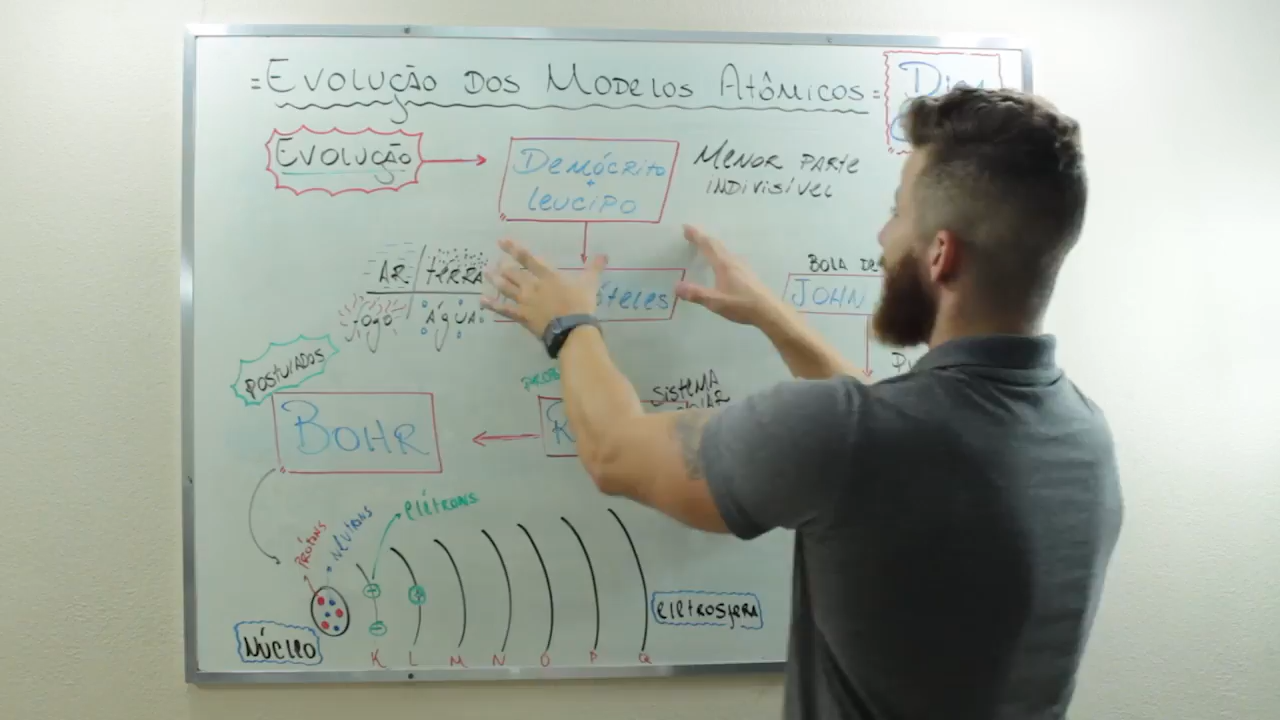 =Evolução dos Modelos Atômicos=
Evolução
Demócrito
+
Leucipo
Menor parte
indivisível
Ar
terra
fogo
Água
Bola de
John
Postulados
Sistema
Bohr
elétrons
Prótons
Nêutrons
eletrosfera
Núcleo
K L M N O P Q